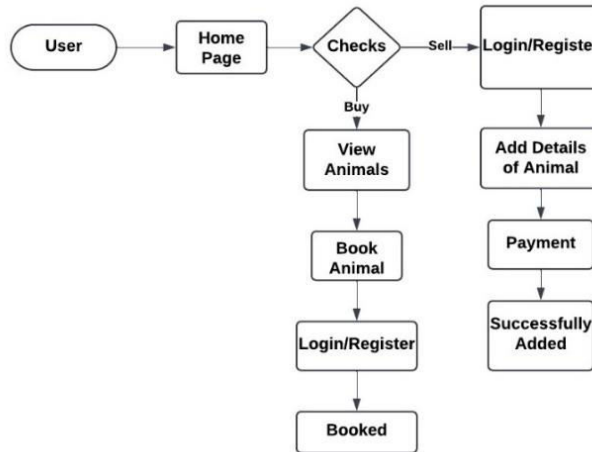 User
Home
Page
Checks
Sell
Login/Register
Buy
View
Animals
Add Details
of Animal
Book
Animal
Payment
Login/Register
Successfully
Added
Booked